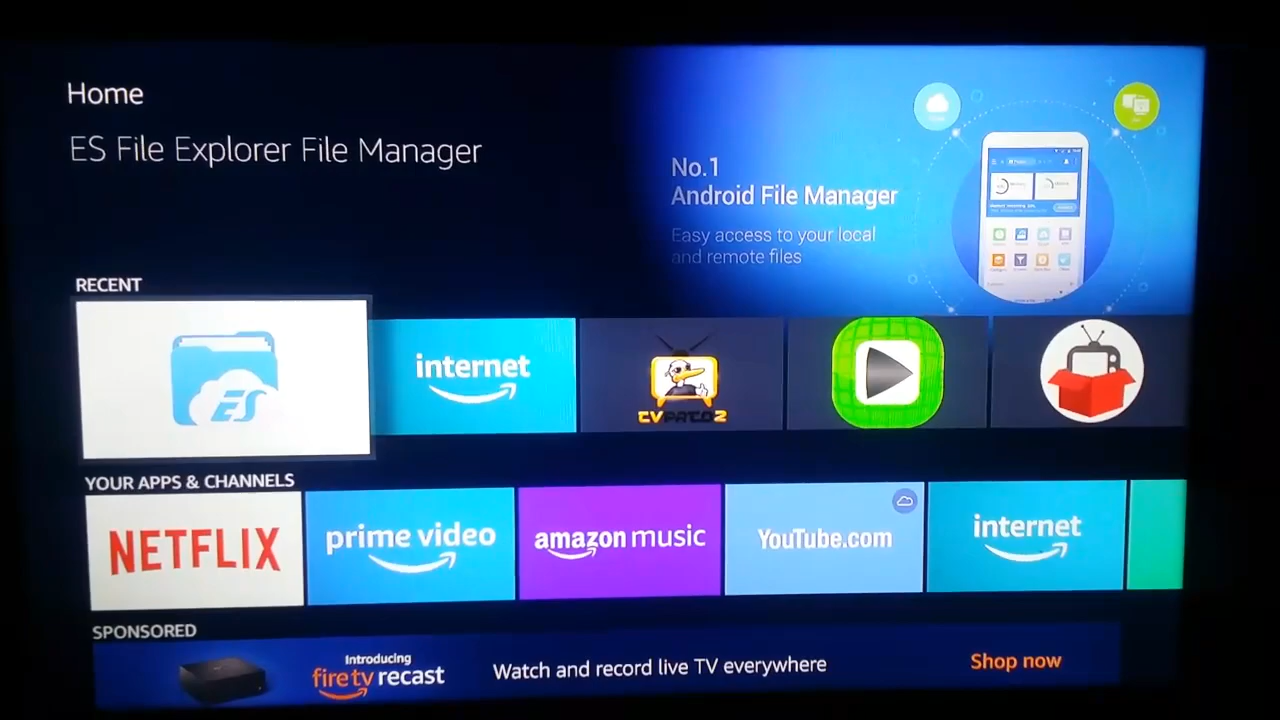 Home
ES File Explorer File Manager
No.1
Android File Manager
Easy access to your local
and remote files
RECENT
ES
internet
TVPATO2
YOUR APPS & CHANNELS
NETFLIX
prime video
amazon music
YouTube.com
internet
SPONSORED
Introducing
firetv recast
Watch and record live TV everywhere
Shop now